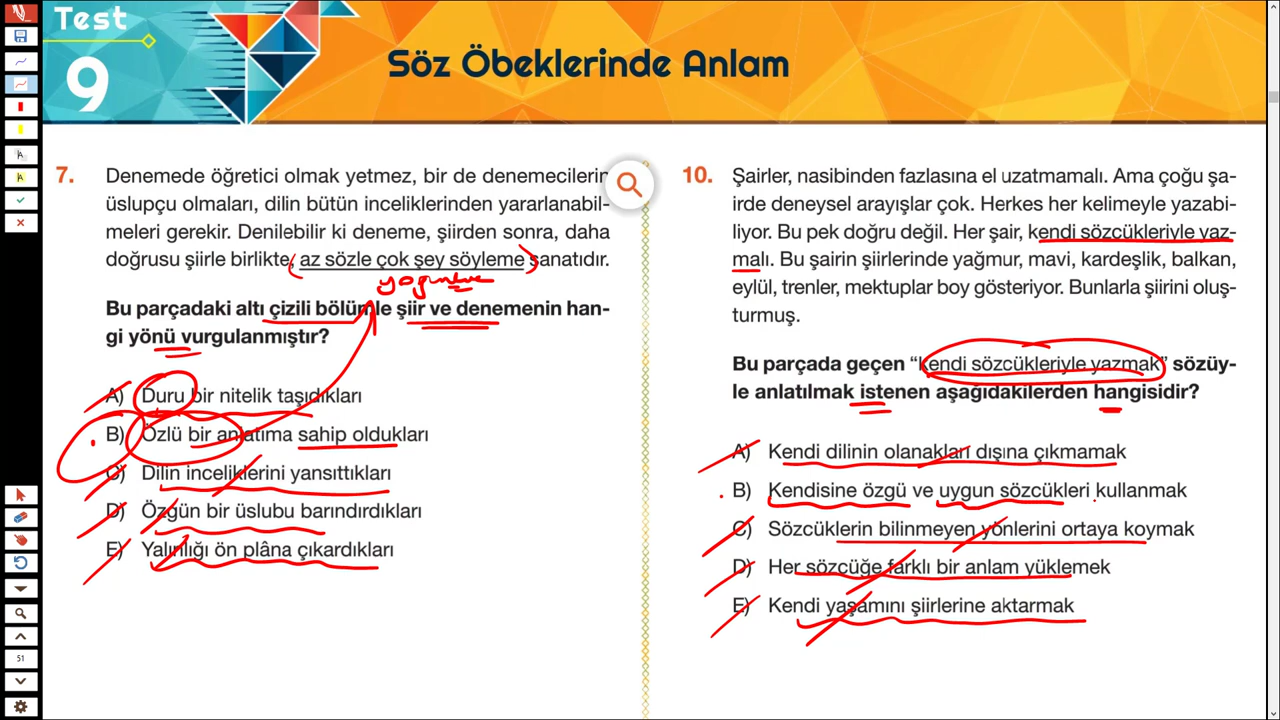 Test
9
Söz Öbeklerinde Anlam
7. Denemede öğretici olmak yetmez, bir de denemecilerin
üslupçu olmaları, dilin bütün inceliklerinden yararlanabil-
meleri gerekir. Denilebilir ki deneme, şiirden sonra, daha
doğrusu şiirle birlikte, az sözle çok şey söyleme sanatıdır.
Bu parçadaki altı çizili bölümle şiir ve denemenin han-
gi yönü vurgulanmıştır?
A) Duru bir nitelik taşıdıkları
B) Özlü bir anlatıma sahip oldukları
C) Dilin inceliklerini yansıttıkları
D) Özgün bir üslubu barındırdıkları
E) Yalınlığı ön plâna çıkardıkları
10. Şairler, nasibinden fazlasına el uzatmamalı. Ama çoğu şa-
irde deneysel arayışlar çok. Herkes her kelimeyle yazabi-
liyor. Bu pek doğru değil. Her şair, kendi sözcükleriyle yaz-
malı. Bu şairin şiirlerinde yağmur, mavi, kardeşlik, balkan,
eylül, trenler, mektuplar boy gösteriyor. Bunlarla şiirini oluş-
turmuş.
Bu parçada geçen “kendi sözcükleriyle yazmak” sözüy-
le anlatılmak istenen aşağıdakilerden hangisidir?
A) Kendi dilinin olanakları dışına çıkmamak
B) Kendisine özgü ve uygun sözcükleri kullanmak
C) Sözcüklerin bilinmeyen yönlerini ortaya koymak
D) Her sözcüğe farklı bir anlam yüklemek
E) Kendi yaşamını şiirlerine aktarmak
51